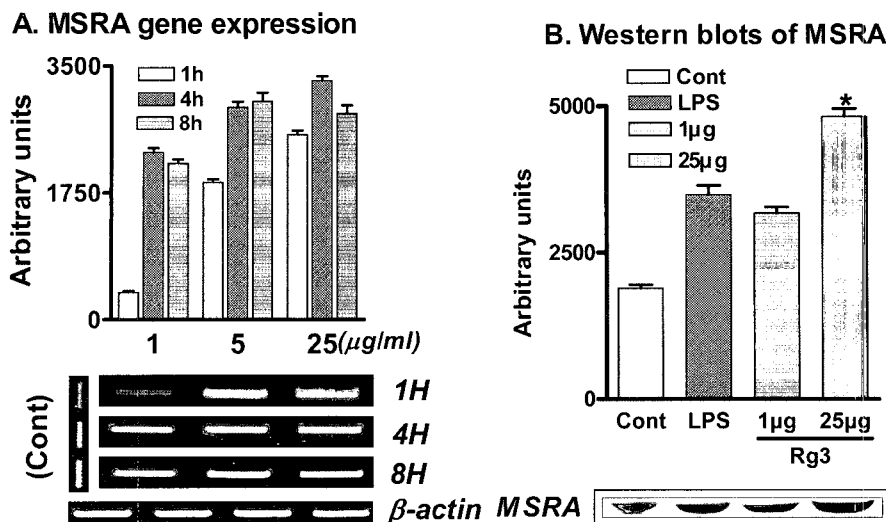 A. MSRA gene expression
3500
1750
0
Arbitrary units
1h
4h
8h
1 5 25(μg/ml)
(Cont)
1H
4H
8H
β-actin
B. Western blots of MSRA
Cont
LPS
1μg
25μg
5000
2500
0
Arbitrary units
*
Cont LPS 1μg 25μg
Rg3
MSRA